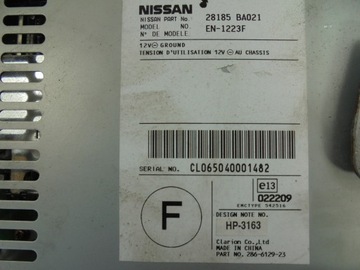 NISSAN
NISSAN PART No. 28185 BA021
MODEL NO. EN-1223F
N° DE MODELE:
12V⎓ GROUND
TENSION D'UTILISATION 12V⎓ AU CHASSIS
SERIAL NO. CL065040001482
F
e13
022209
EMCTYPE 342516
DESIGN NOTE NO.
HP-3163
Clarion Co.,Ltd
MADE IN CHINA
PART NO. 286-6129-23